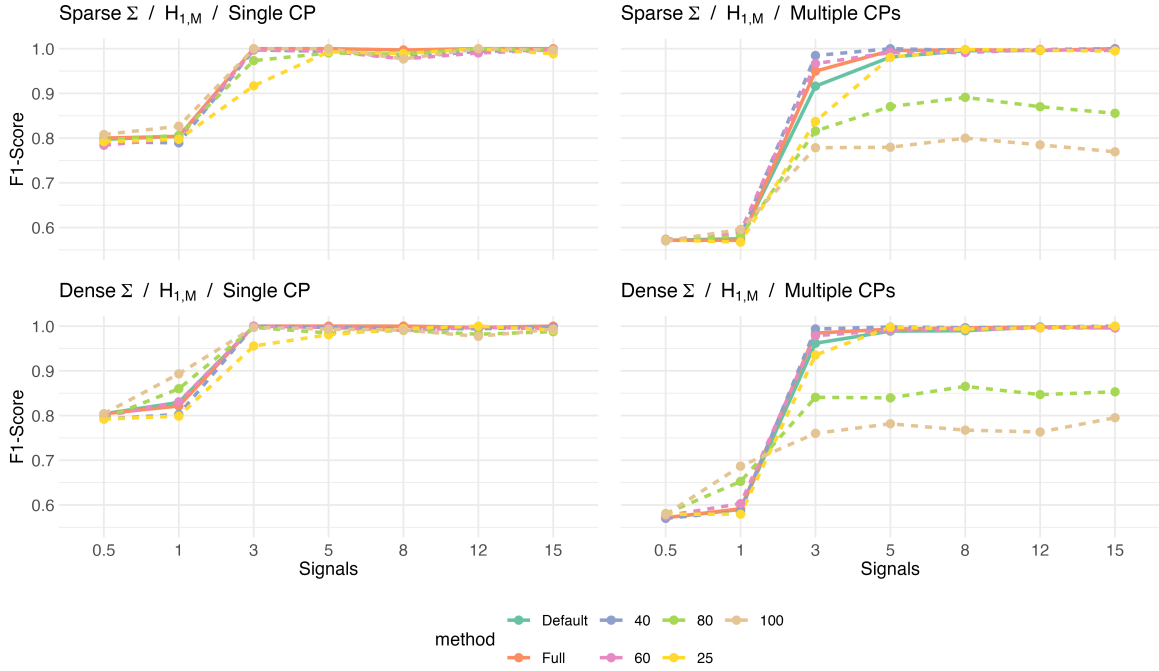 Sparse Σ / H1,M / Single CP
Sparse Σ / H1,M / Multiple CPs
F1-Score
1.0
0.9
0.8
0.7
0.6
Dense Σ / H1,M / Single CP
Dense Σ / H1,M / Multiple CPs
F1-Score
1.0
0.9
0.8
0.7
0.6
0.5 1 3 5 8 12 15
0.5 1 3 5 8 12 15
Signals
Signals
method
Default 40 80 100
Full 60 25